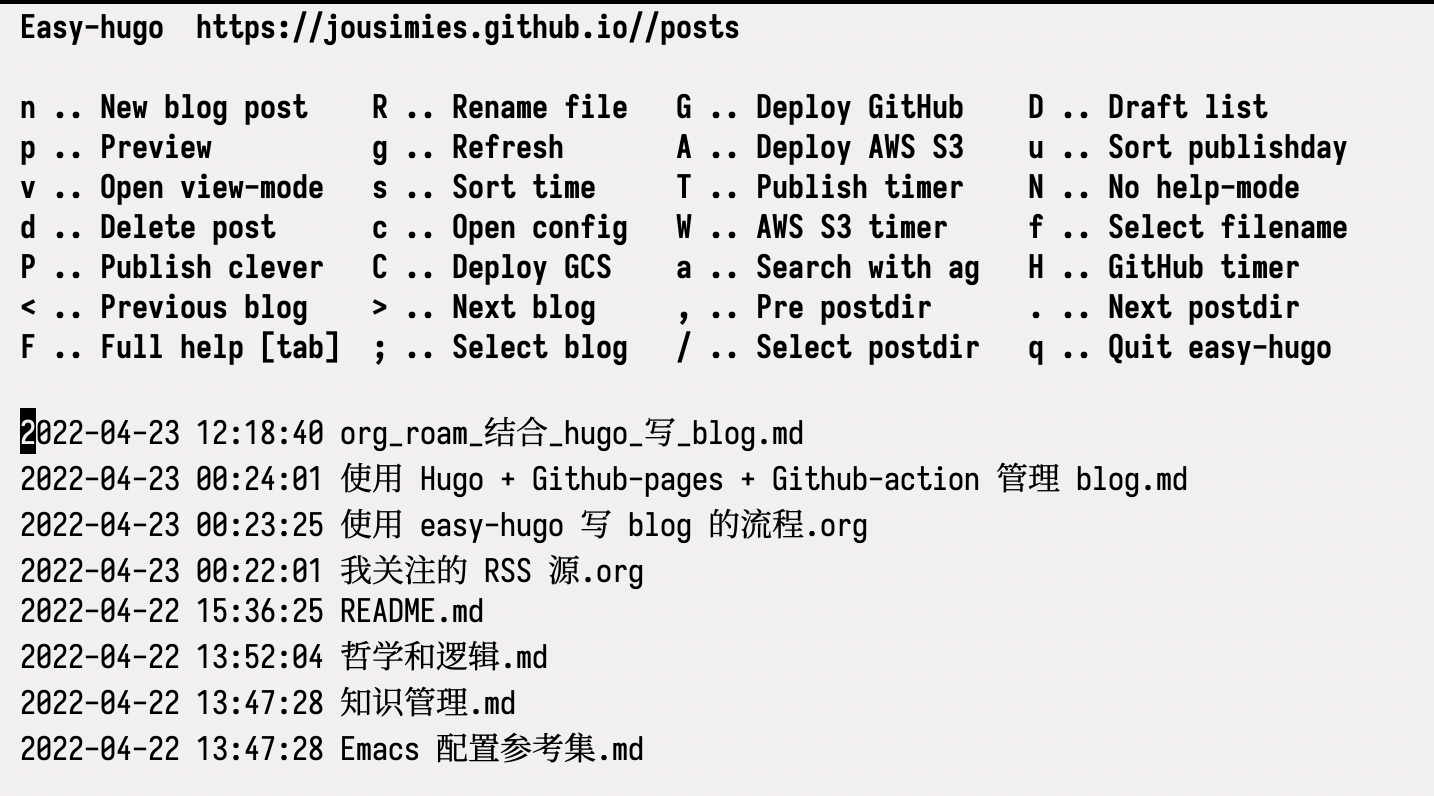 Easy-hugo  https://jousimies.github.io//posts
n .. New blog post    R .. Rename file   G .. Deploy GitHub    D .. Draft list
p .. Preview          g .. Refresh       A .. Deploy AWS S3    u .. Sort publishday
v .. Open view-mode   s .. Sort time     T .. Publish timer    N .. No help-mode
d .. Delete post      c .. Open config   W .. AWS S3 timer     f .. Select filename
P .. Publish clever   C .. Deploy GCS    a .. Search with ag   H .. GitHub timer
< .. Previous blog    > .. Next blog     , .. Pre postdir      . .. Next postdir
F .. Full help [tab]  ; .. Select blog   / .. Select postdir   q .. Quit easy-hugo
2022-04-23 12:18:40 org_roam_结合_hugo_写_blog.md
2022-04-23 00:24:01 使用 Hugo + Github-pages + Github-action 管理 blog.md
2022-04-23 00:23:25 使用 easy-hugo 写 blog 的流程.org
2022-04-23 00:22:01 我关注的 RSS 源.org
2022-04-22 15:36:25 README.md
2022-04-22 13:52:04 哲学和逻辑.md
2022-04-22 13:47:28 知识管理.md
2022-04-22 13:47:28 Emacs 配置参考集.md